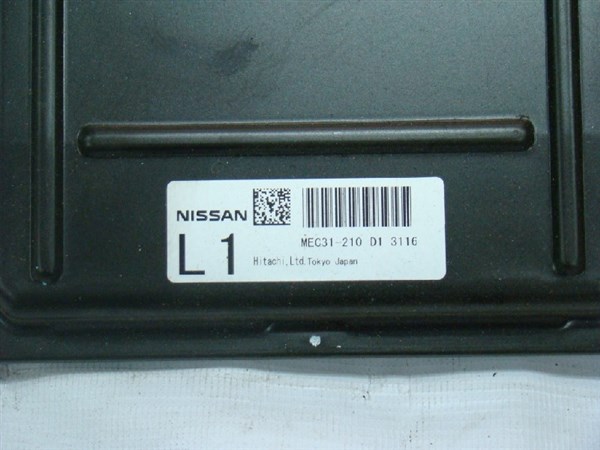 NISSAN
L1
MEC31-210 D1 3116
Hitachi,Ltd.Tokyo Japan